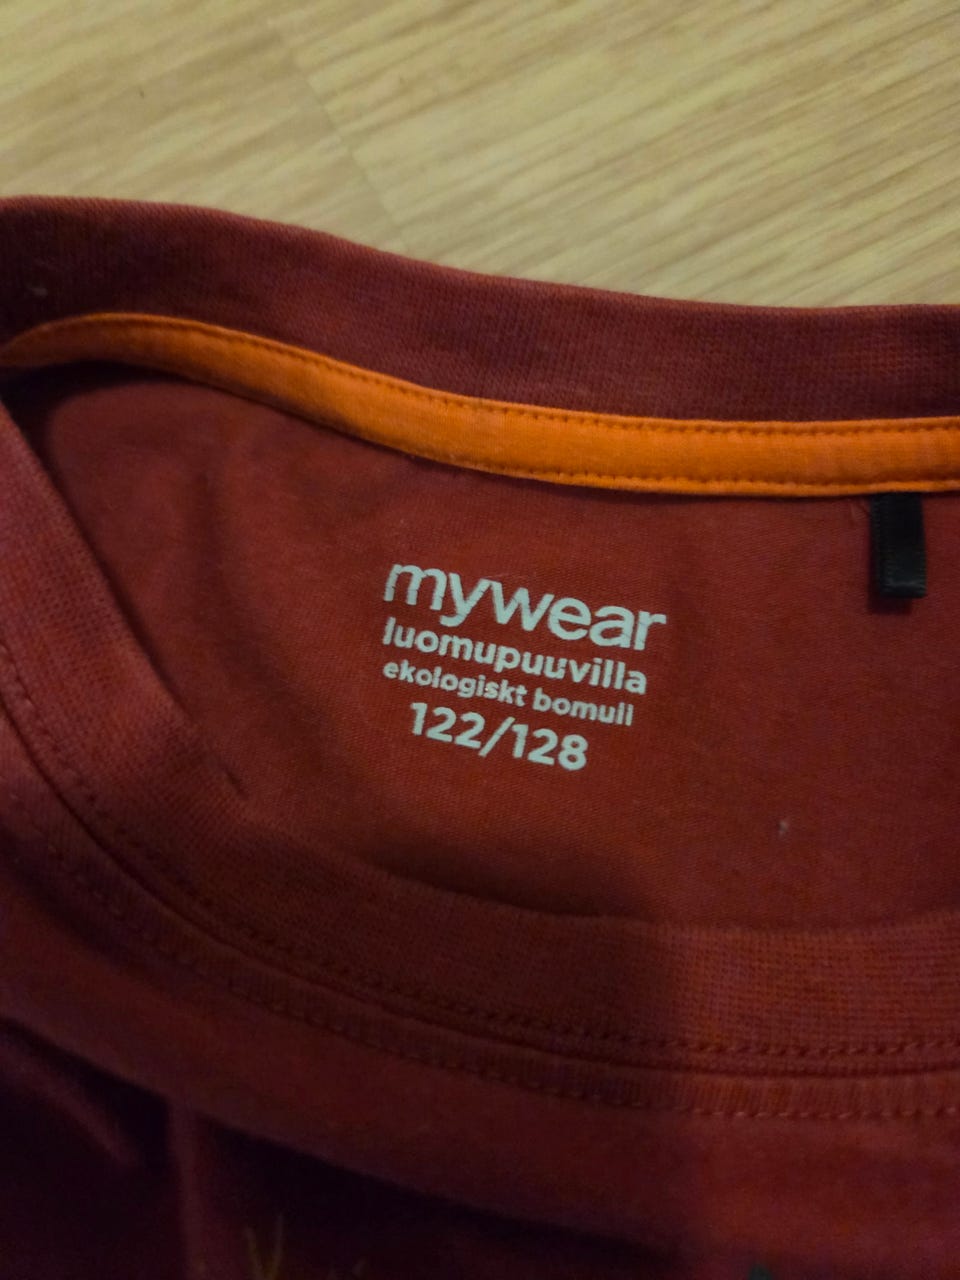 mywear
luomupuuvilla
ekologiskt bomull
122/128